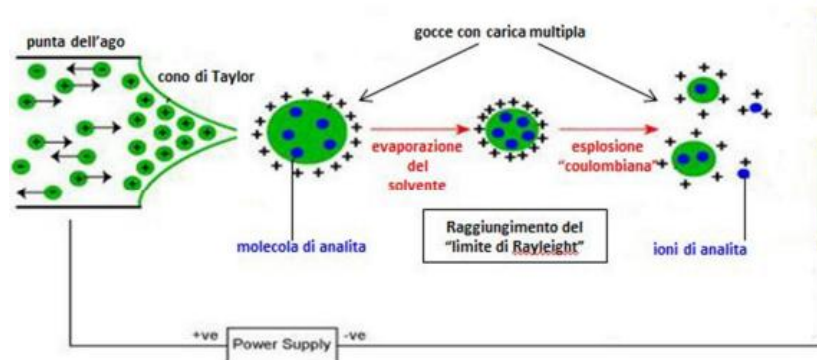 punta dell'ago
cono di Taylor
gocce con carica multipla
evaporazione
del
solvente
esplosione
"coulombiana"
molecola di analita
Raggiungimento del
"limite di Rayleight"
ioni di analita
+ve
Power Supply
-ve